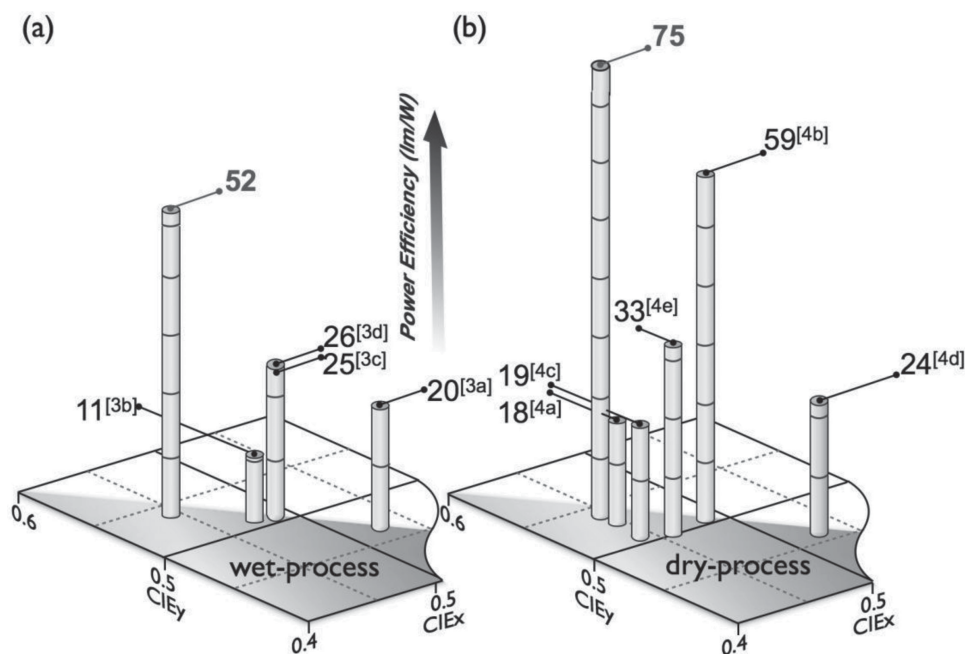 (a)
52
26[3d]
25[3c]
11[3b]
20[3a]
0.6
0.5
CIEy
0.4
0.5
CIEx
wet-process
Power Efficiency (lm/W)
(b)
75
59[4b]
33[4e]
19[4c]
18[4a]
24[4d]
0.6
0.5
CIEy
0.4
0.5
CIEx
dry-process